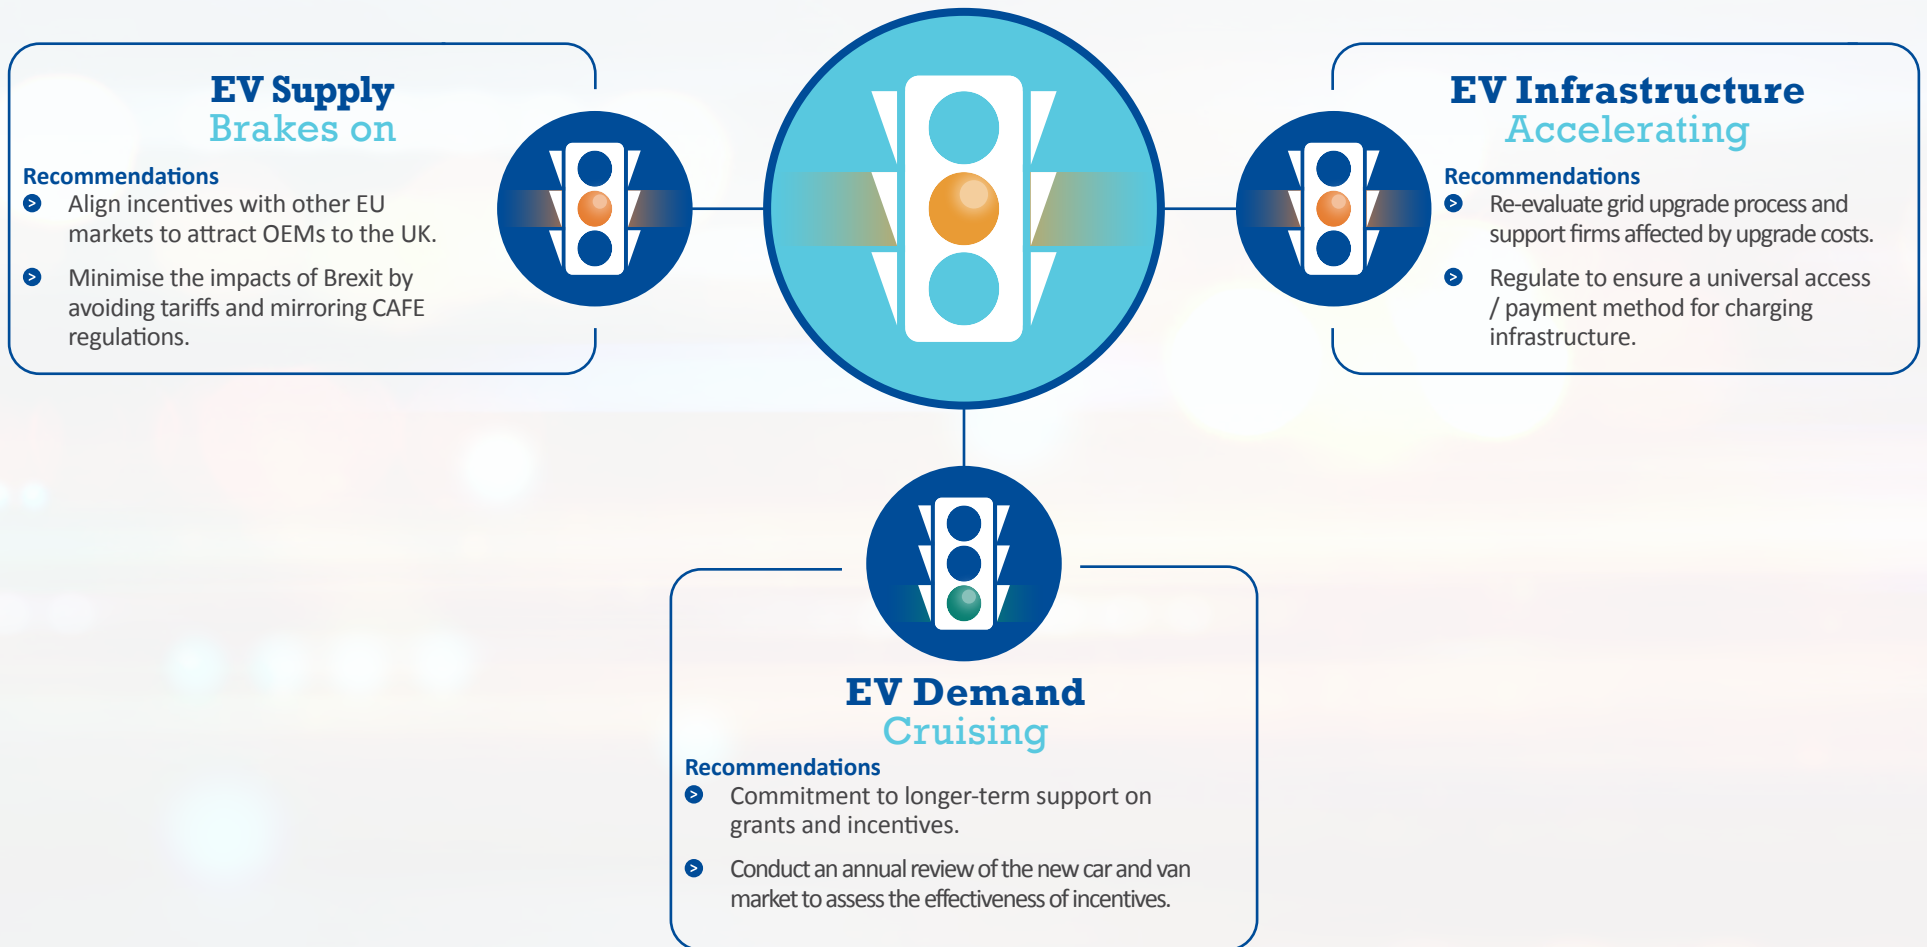 EV Supply
Brakes on
Recommendations
Align incentives with other EU
markets to attract OEMs to the UK.
Minimise the impacts of Brexit by
avoiding tariffs and mirroring CAFE
regulations.
EV Infrastructure
Accelerating
Recommendations
Re-evaluate grid upgrade process and
support firms affected by upgrade costs.
Regulate to ensure a universal access
/ payment method for charging
infrastructure.
EV Demand
Cruising
Recommendations
Commitment to longer-term support on
grants and incentives.
Conduct an annual review of the new car and van
market to assess the effectiveness of incentives.